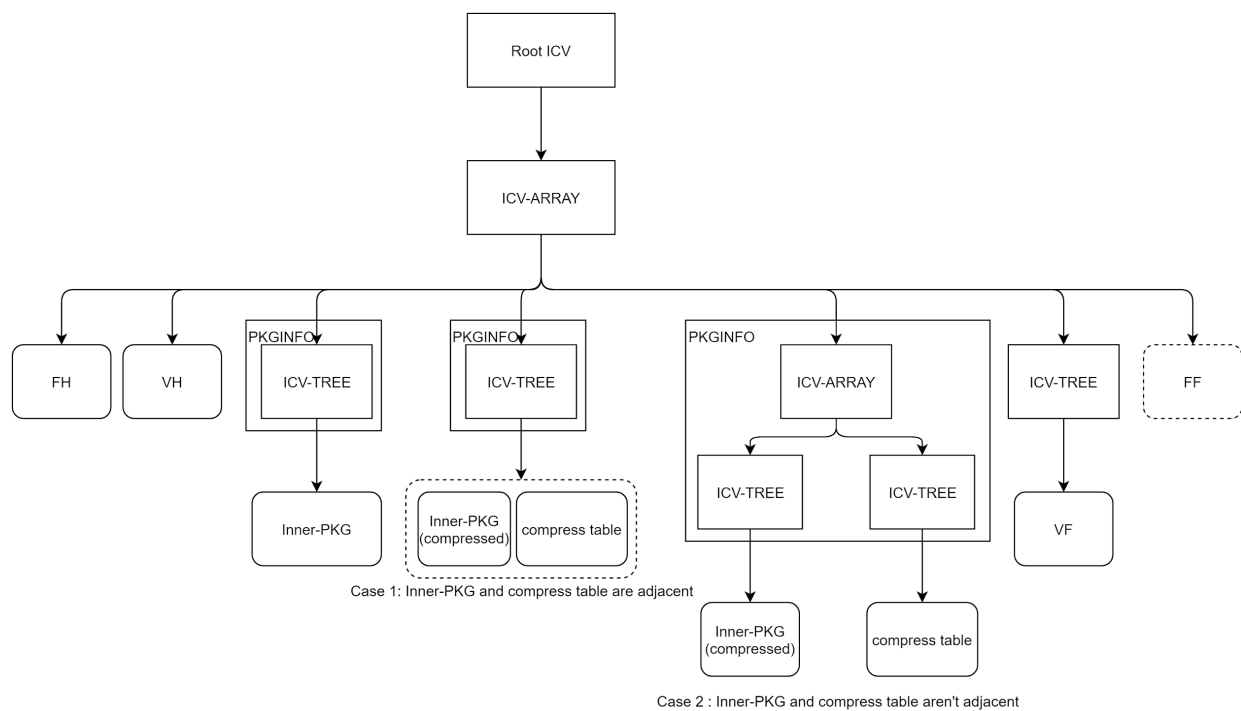 Root ICV
ICV-ARRAY
PKGINFO
PKGINFO
PKGINFO
FH
VH
ICV-TREE
ICV-TREE
ICV-ARRAY
ICV-TREE
FF
ICV-TREE
ICV-TREE
Inner-PKG
Inner-PKG
(compressed)
compress table
VF
Case 1: Inner-PKG and compress table are adjacent
Inner-PKG
(compressed)
compress table
Case 2 : Inner-PKG and compress table aren't adjacent